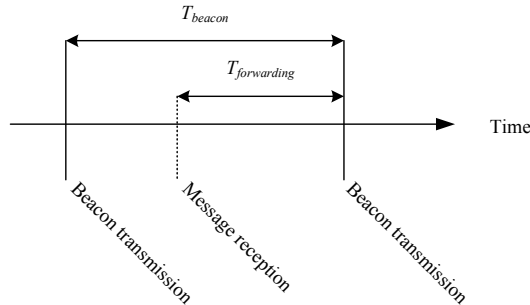 T_beacon
T_forwarding
Time
Beacon transmission
Message reception
Beacon transmission